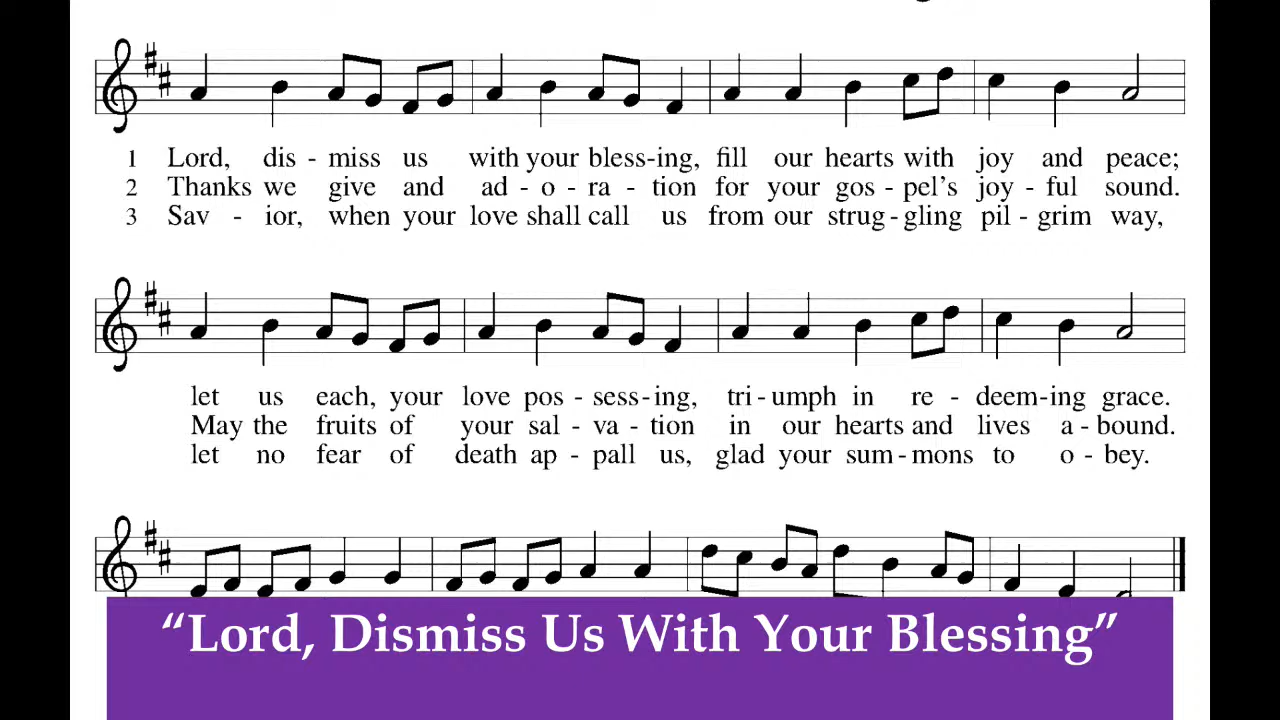 1 Lord, dis - miss us with your bless-ing, fill our hearts with joy and peace;
2 Thanks we give and ad - o - ra - tion for your gos - pel's joy - ful sound.
3 Sav - ior, when your love shall call us from our strug - gling pil - grim way,
let us each, your love pos - sess - ing, tri - umph in re - deem-ing grace.
May the fruits of your sal - va - tion in our hearts and lives a - bound.
let no fear of death ap - pall us, glad your sum - mons to o - bey.
“Lord, Dismiss Us With Your Blessing”